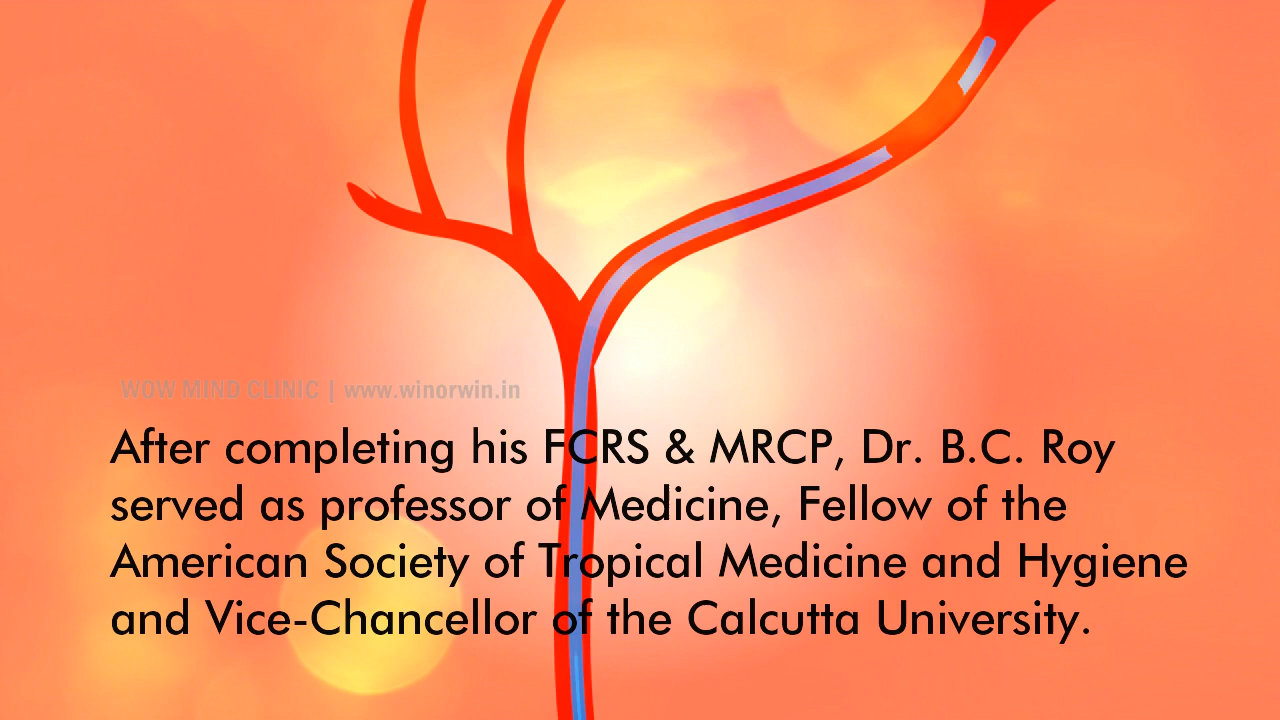 WOW MIND CLINIC | www.winorwin.in
After completing his FCRS & MRCP, Dr. B.C. Roy
served as professor of Medicine, Fellow of the
American Society of Tropical Medicine and Hygiene
and Vice-Chancellor of the Calcutta University.